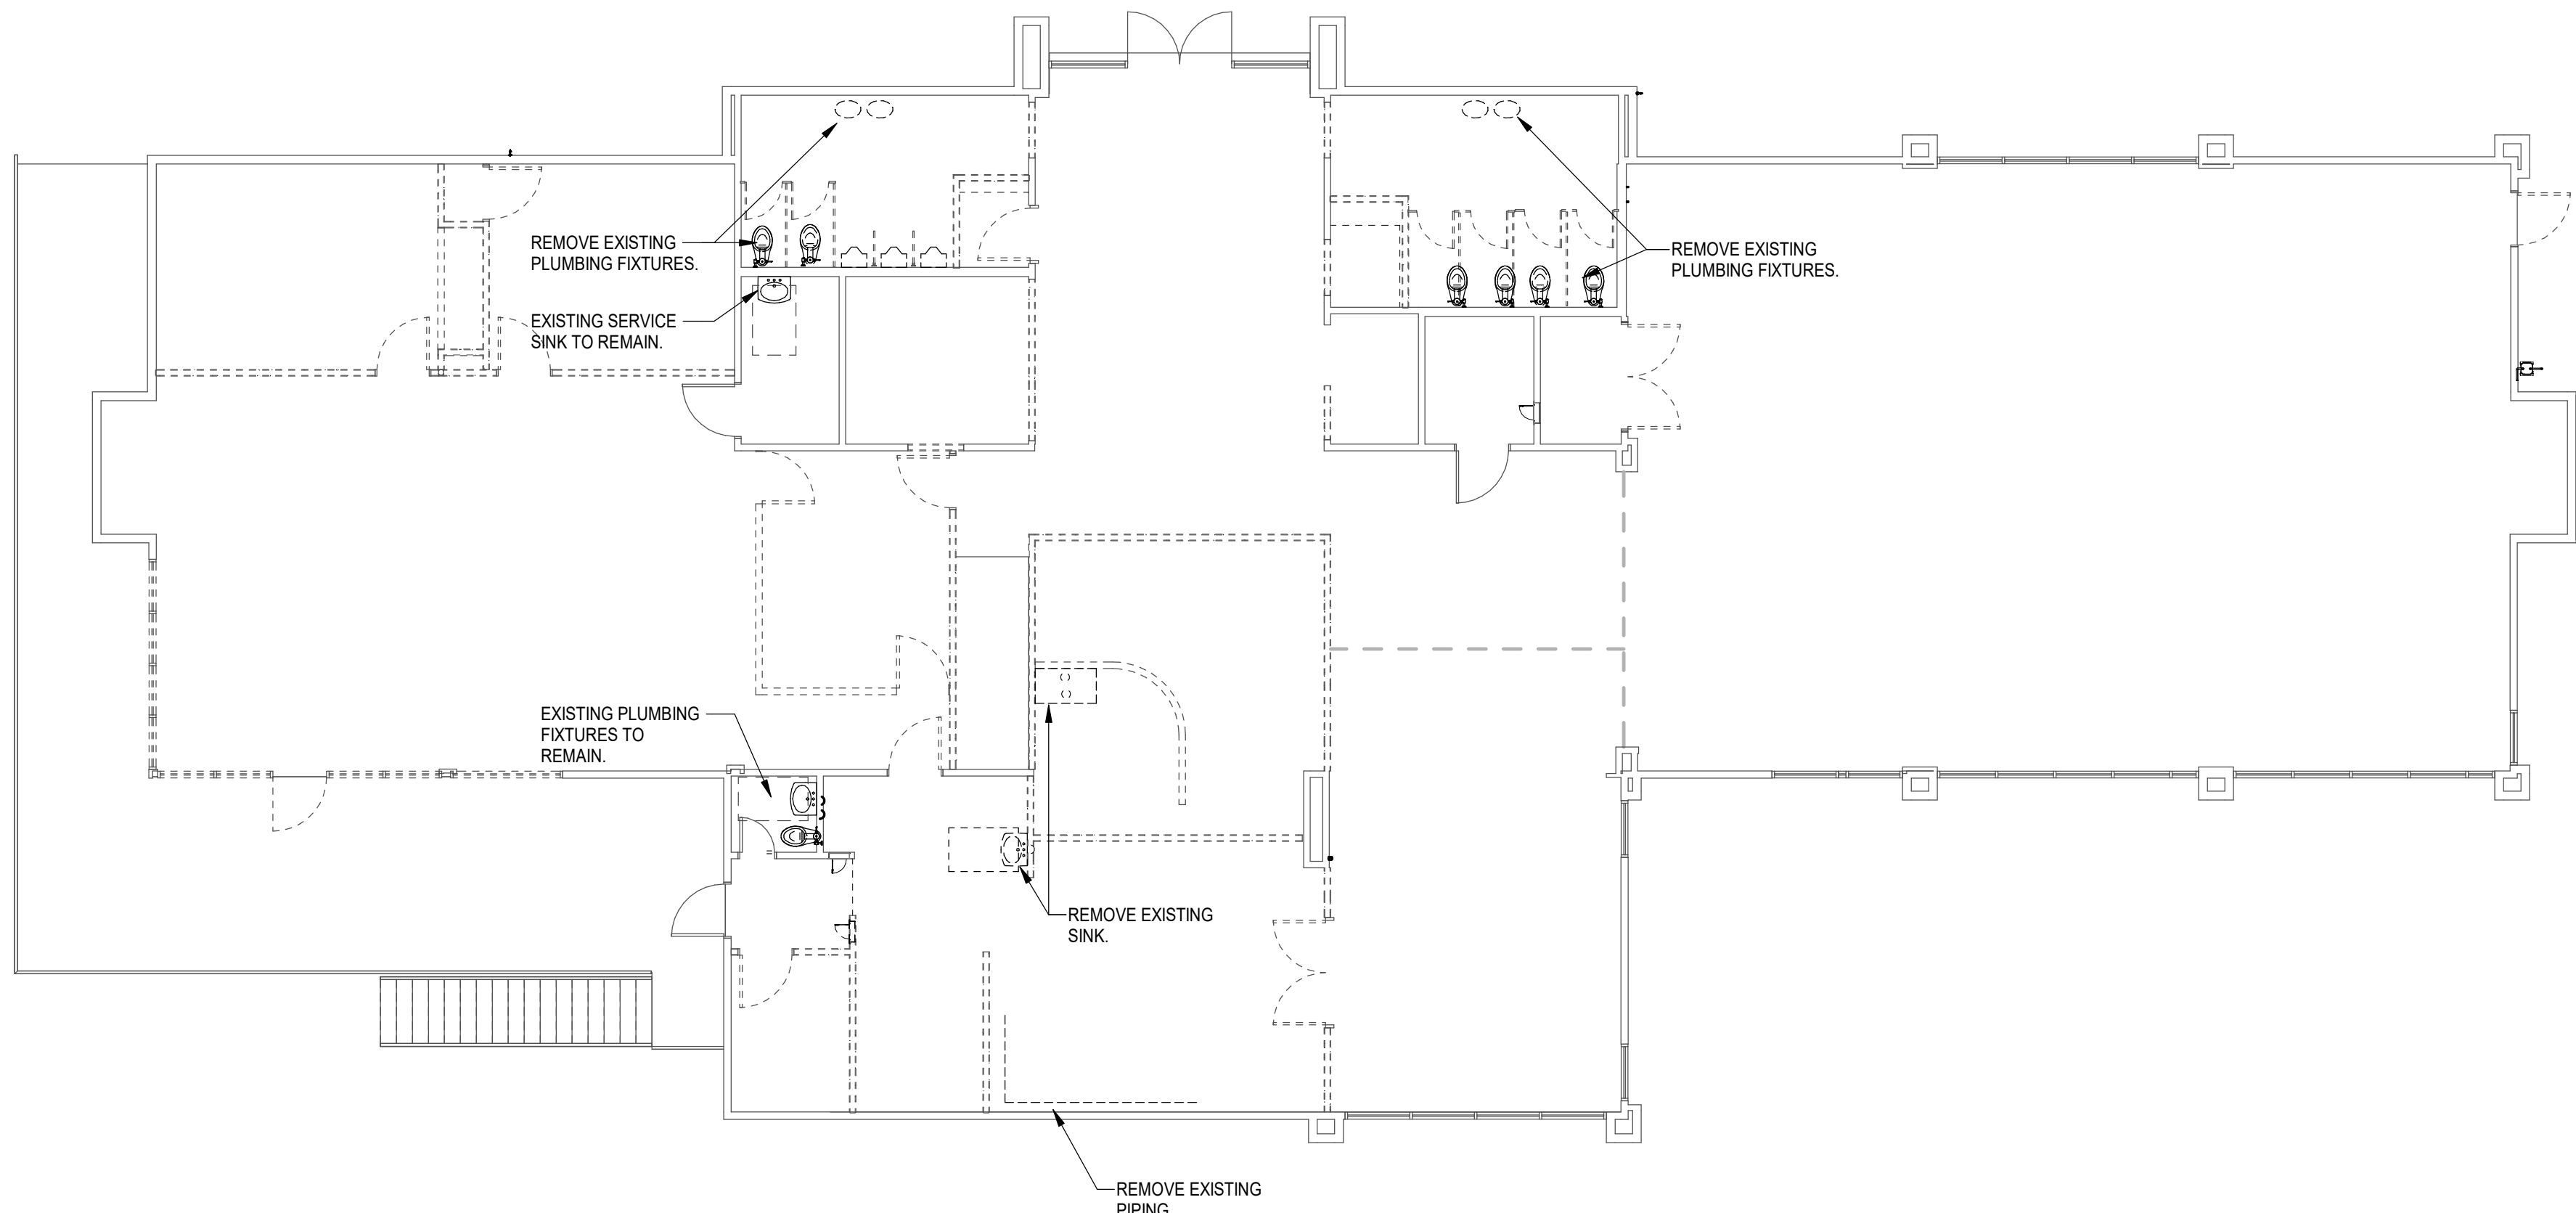 REMOVE EXISTING
PLUMBING FIXTURES.
REMOVE EXISTING
PLUMBING FIXTURES.
EXISTING SERVICE
SINK TO REMAIN.
EXISTING PLUMBING
FIXTURES TO
REMAIN.
REMOVE EXISTING
SINK.
REMOVE EXISTING
PIPING